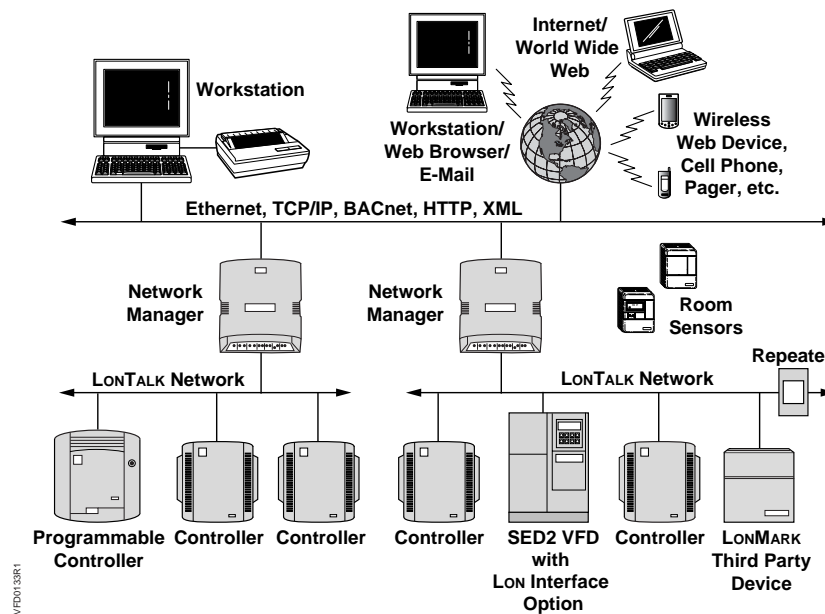 Workstation
Internet/
World Wide
Web
Workstation/
Web Browser/
E-Mail
Wireless
Web Device,
Cell Phone,
Pager, etc.
Ethernet, TCP/IP, BACnet, HTTP, XML
Network
Manager
Network
Manager
Room
Sensors
Repeate
LONTALK Network
LONTALK Network
Programmable
Controller
Controller
Controller
Controller
SED2 VFD
with
LON Interface
Option
Controller
LONMARK
Third Party
Device
VFD0133R1